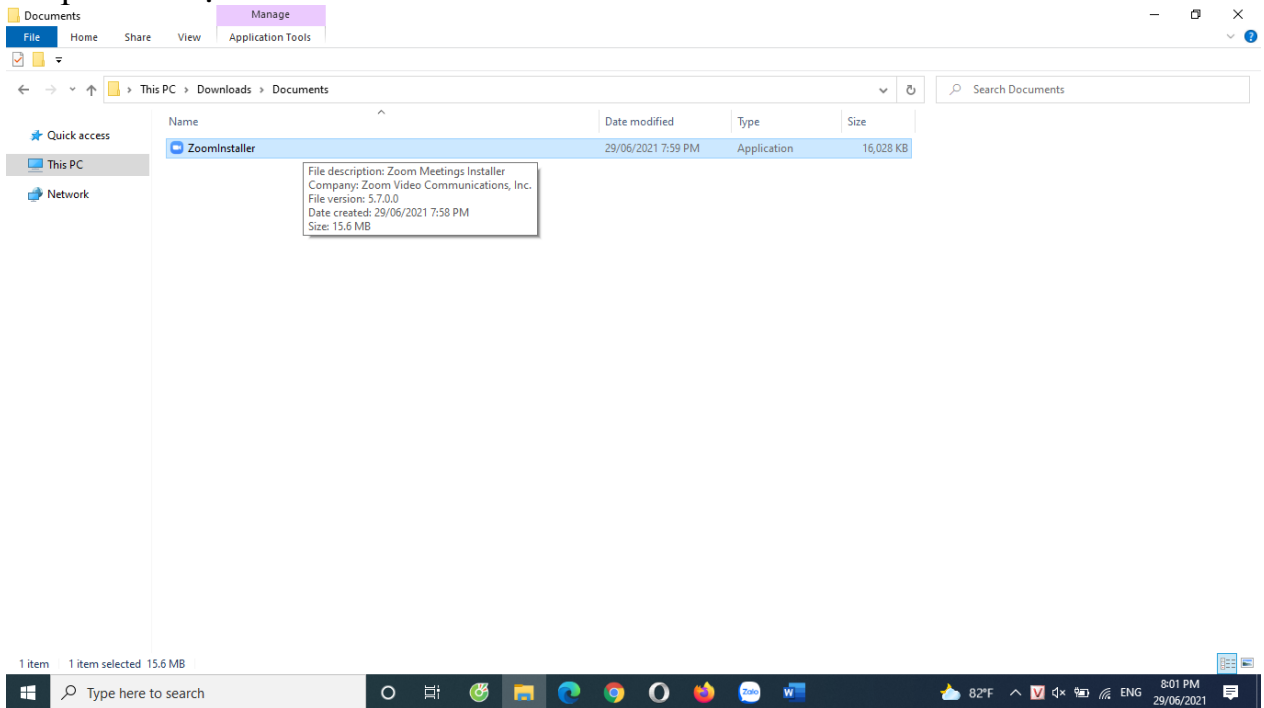 Documents
Manage
File
Home
Share
View
Application Tools
This PC > Downloads > Documents
Search Documents
Name
Date modified
Type
Size
Quick access
This PC
Network
ZoomInstaller
29/06/2021 7:59 PM
Application
16,028 KB
File description: Zoom Meetings Installer
Company: Zoom Video Communications, Inc.
File version: 5.7.0.0
Date created: 29/06/2021 7:58 PM
Size: 15.6 MB
1 item
1 item selected 15.6 MB
Type here to search
Zalo
W
82°F
V
ENG
8:01 PM
29/06/2021